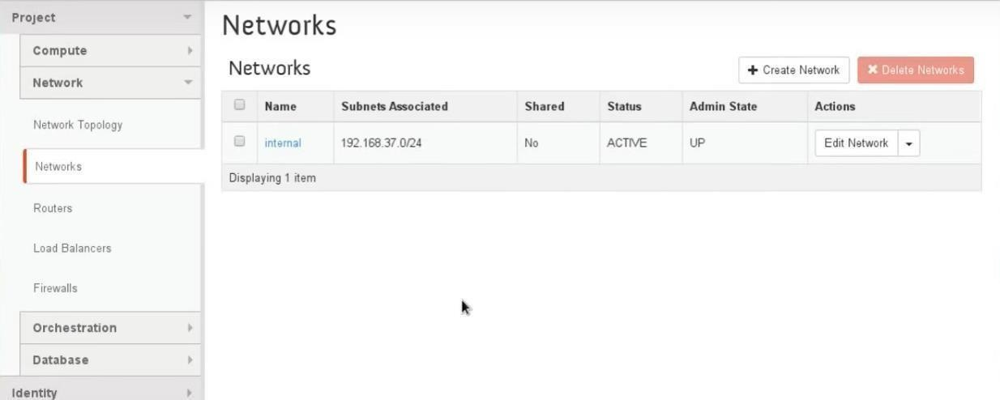 Project
Compute
Network
Network Topology
Networks
Routers
Load Balancers
Firewalls
Orchestration
Database
Identity
Networks
Networks
Create Network
Delete Networks
Name Subnets Associated Shared Status Admin State Actions
internal 192.168.37.0/24 No ACTIVE UP Edit Network
Displaying 1 item